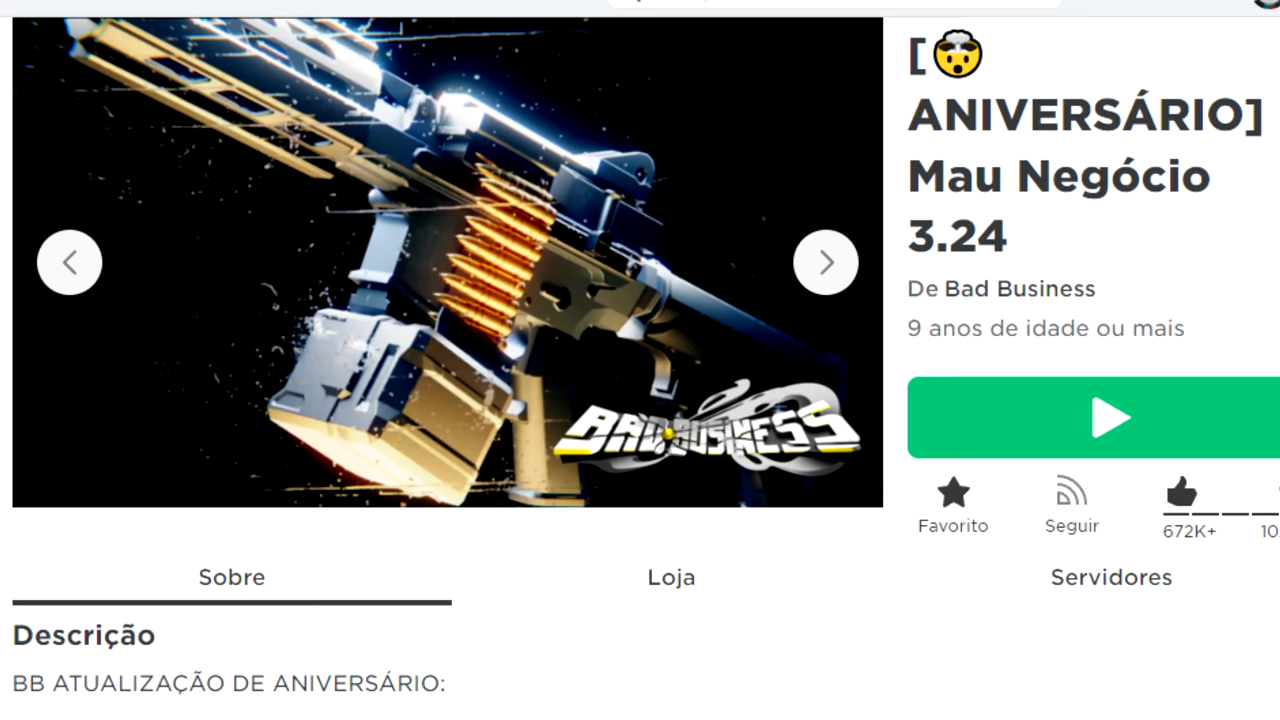 [🤯
ANIVERSÁRIO]
Mau Negócio
3.24
De Bad Business
9 anos de idade ou mais
BAD BUSINESS
Favorito
Seguir
672K+
10
Sobre
Loja
Servidores
Descrição
BB ATUALIZAÇÃO DE ANIVERSÁRIO: